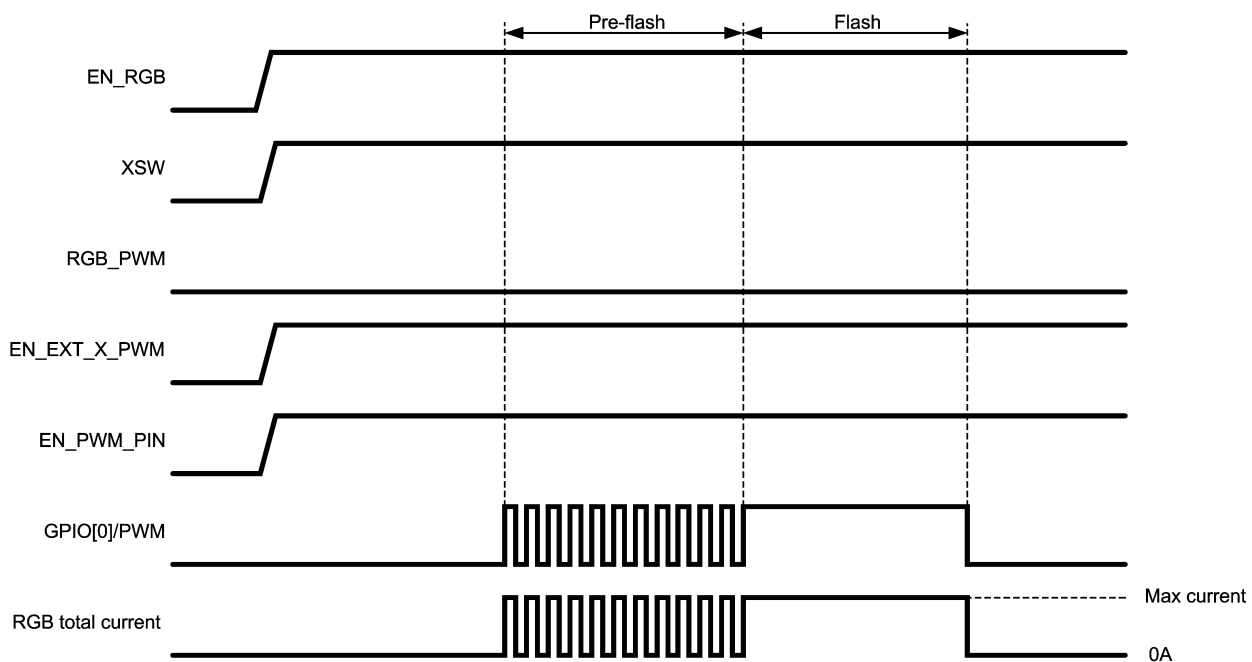 Pre-flash
Flash
EN_RGB
XSW
RGB_PWM
EN_EXT_X_PWM
EN_PWM_PIN
GPIO[0]/PWM
RGB total current
Max current
0A